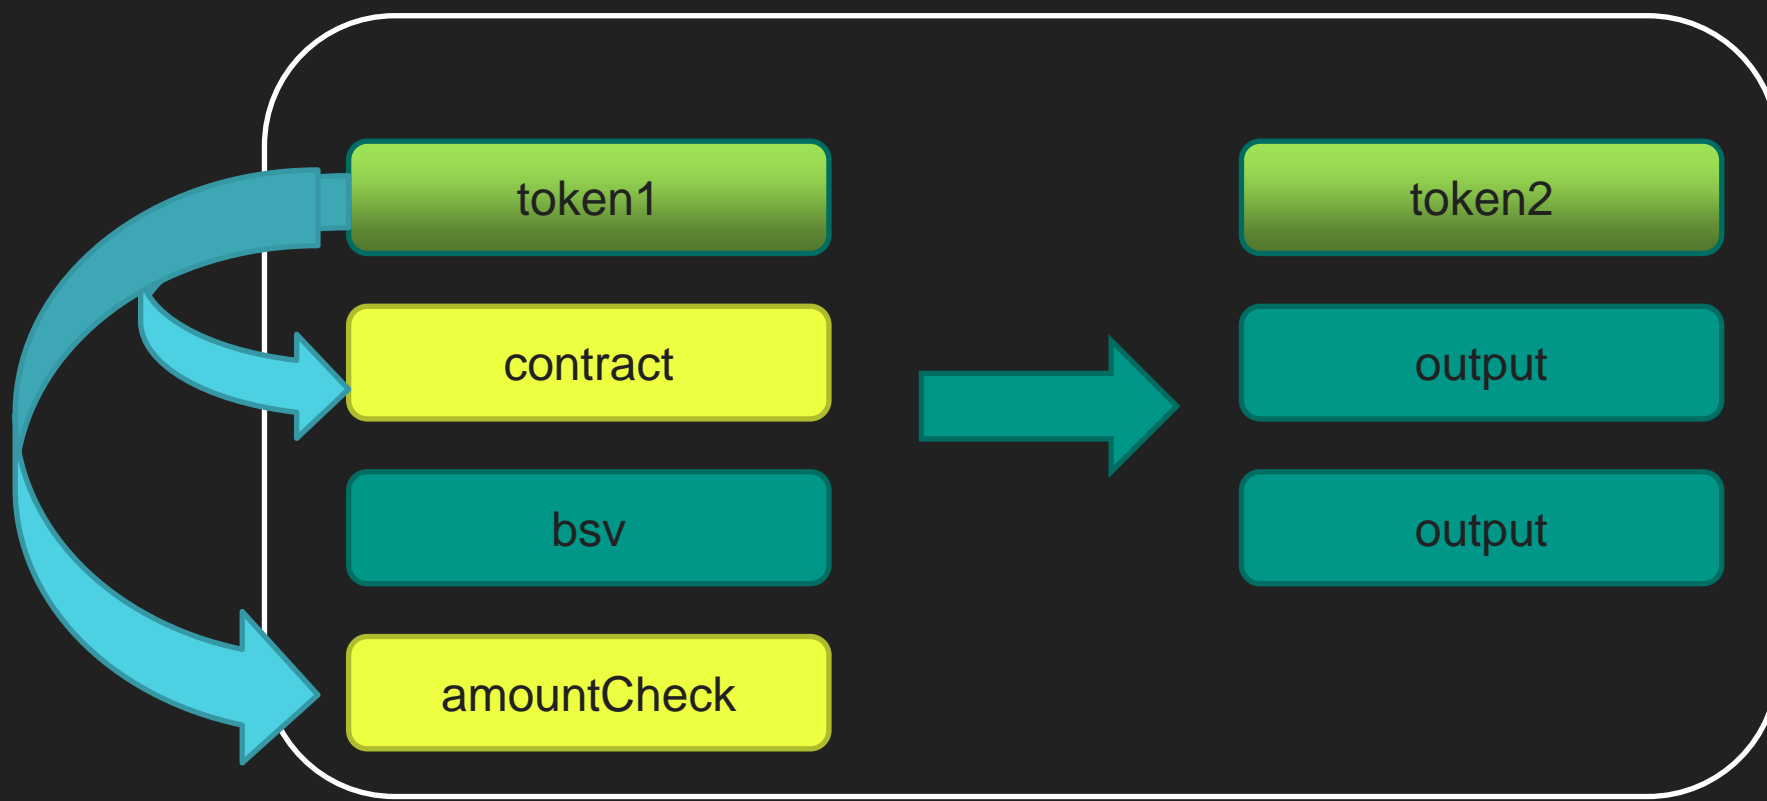 token1
contract
bsv
amountCheck
token2
output
output